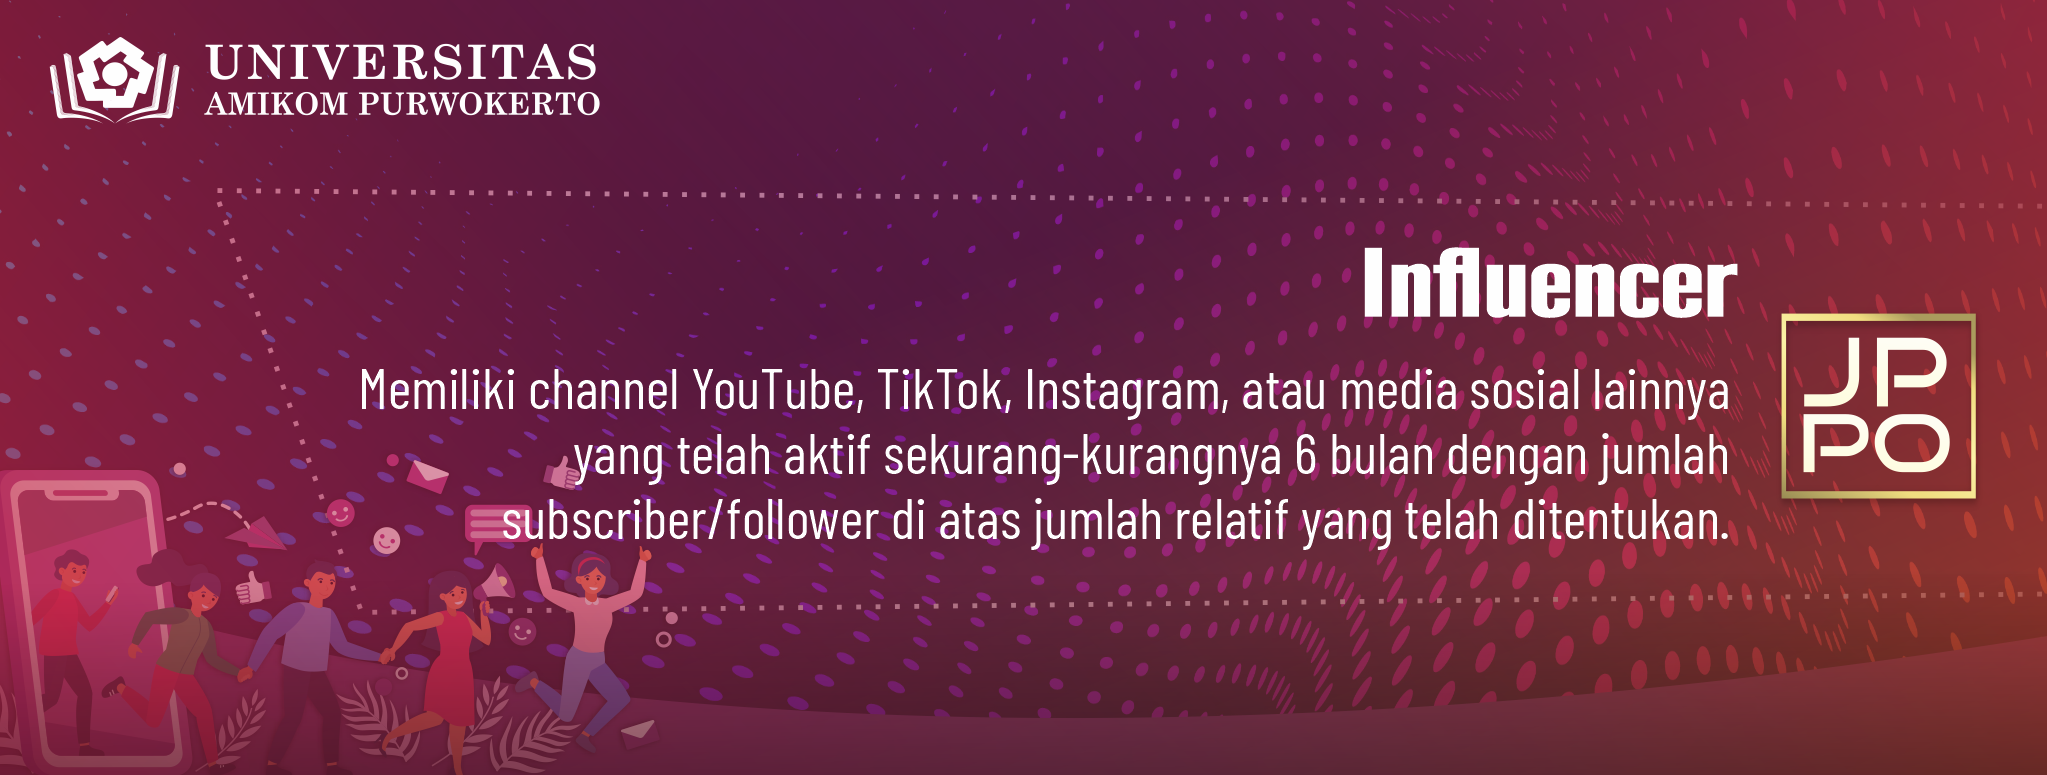 UNIVERSITAS
AMIKOM PURWOKERTO
Influencer
Memiliki channel YouTube, TikTok, Instagram, atau media sosial lainnya
yang telah aktif sekurang-kurangnya 6 bulan dengan jumlah
subscriber/follower di atas jumlah relatif yang telah ditentukan.
JP
PO